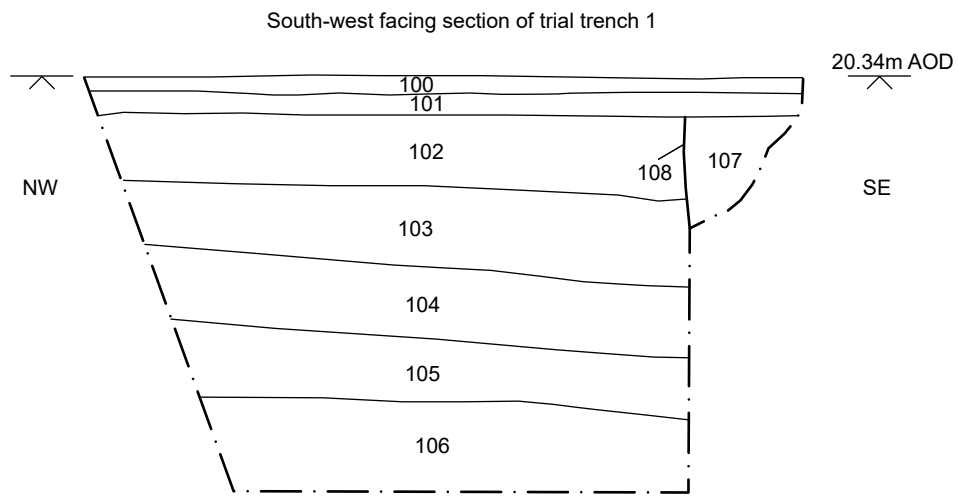 South-west facing section of trial trench 1
20.34m AOD
100
101
102
107
108
NW
SE
103
104
105
106